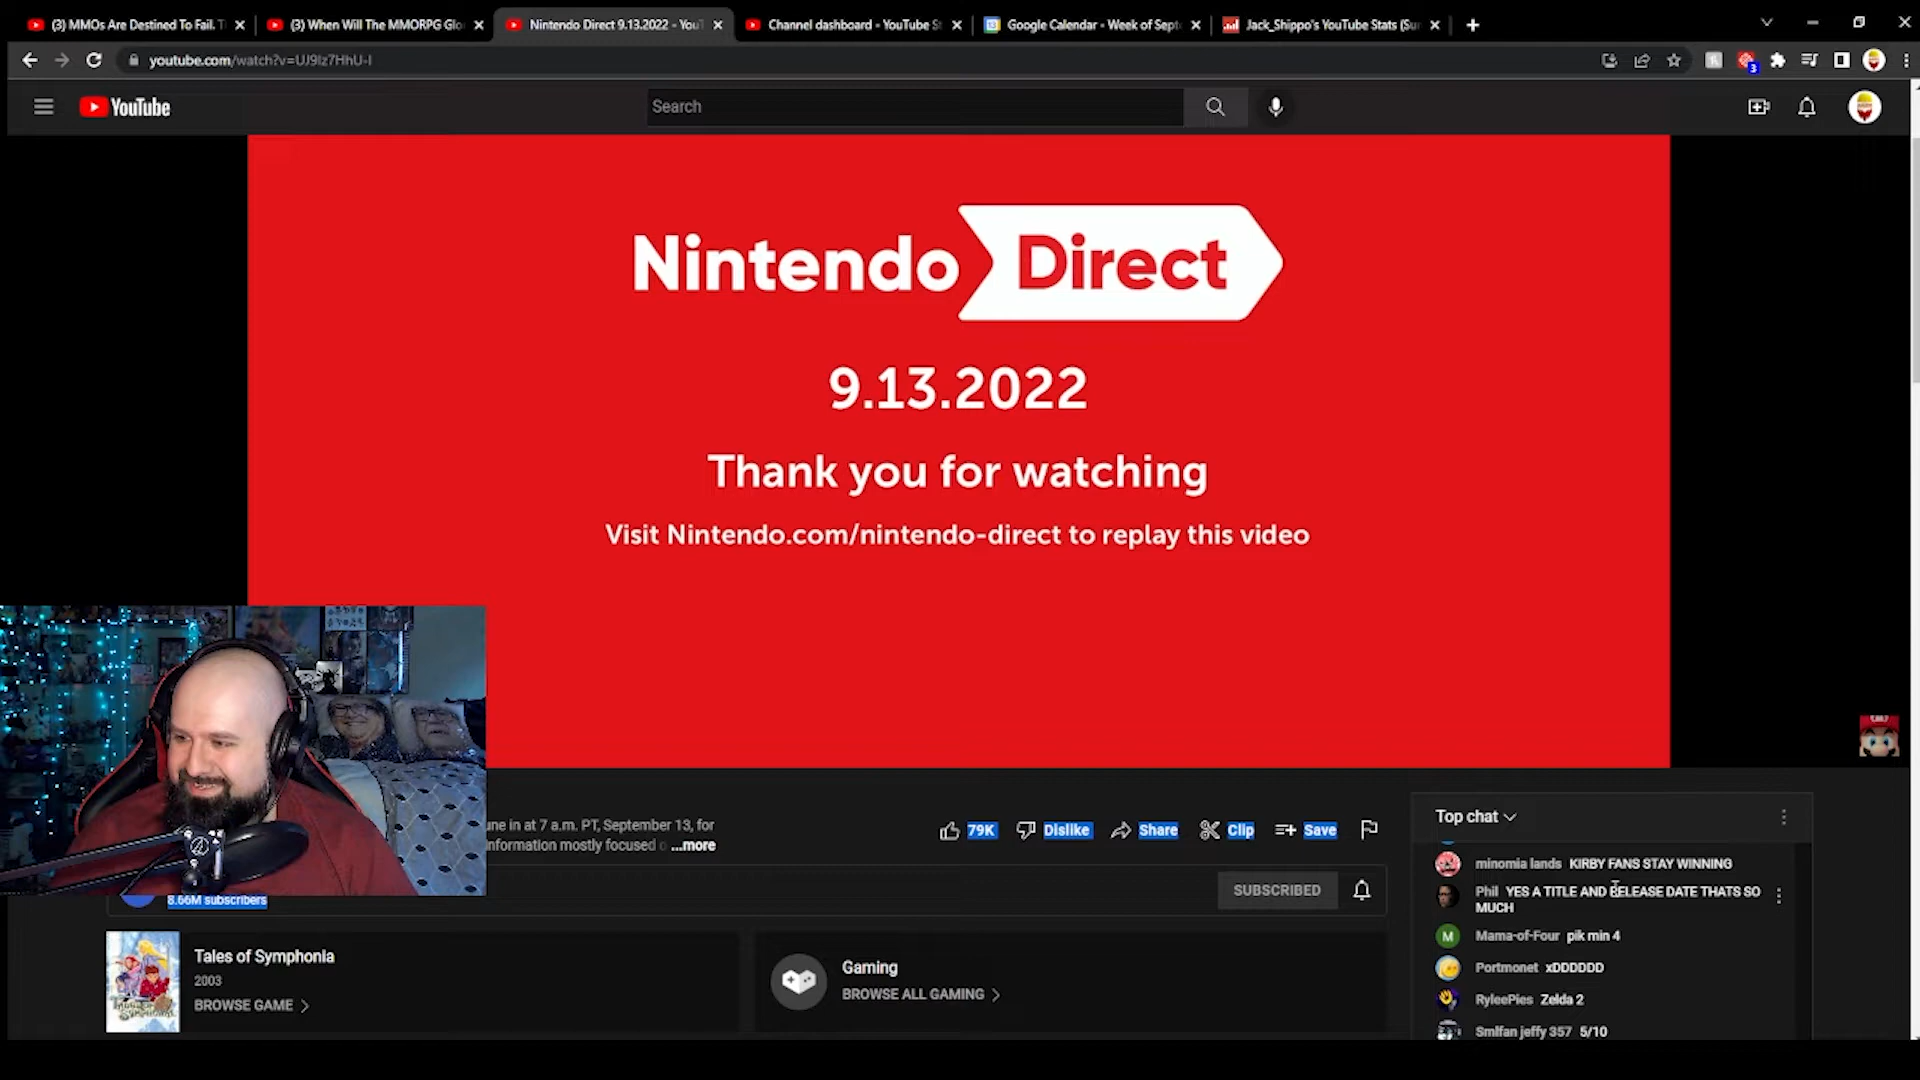 (3) MMOs Are Destined To Fail.
(3) When Will The MMORPG Glo
Nintendo Direct 9.13.2022 - YouT
Channel dashboard - YouTube St
Google Calendar - Week of Sept
Jack_Shippo's YouTube Stats (Su
youtube.com/watch?v=UJ9Iz7HhU-I
3
YouTube
Search
Nintendo Direct
9.13.2022
Thank you for watching
Visit Nintendo.com/nintendo-direct to replay this video
une in at 7 a.m. PT, September 13, for
nformation mostly focused o ...more
79K
Dislike
Share
Clip
Save
8.66M subscribers
SUBSCRIBED
Tales of Symphonia
2003
BROWSE GAME
Gaming
BROWSE ALL GAMING
Top chat
minomia lands KIRBY FANS STAY WINNING
Phil YES A TITLE AND RELEASE DATE THATS SO
MUCH
M
Mama-of-Four pik min 4
Portmonet xDDDDDD
RyleePies Zelda 2
Smlfan jeffy 357 5/10